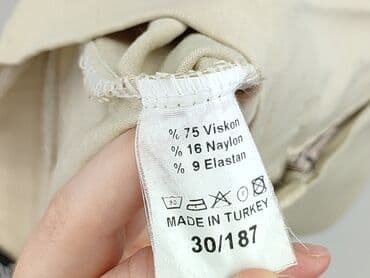 % 75 Viskon
% 16 Naylon
% 9 Elastan
MADE IN TURKEY
30/187